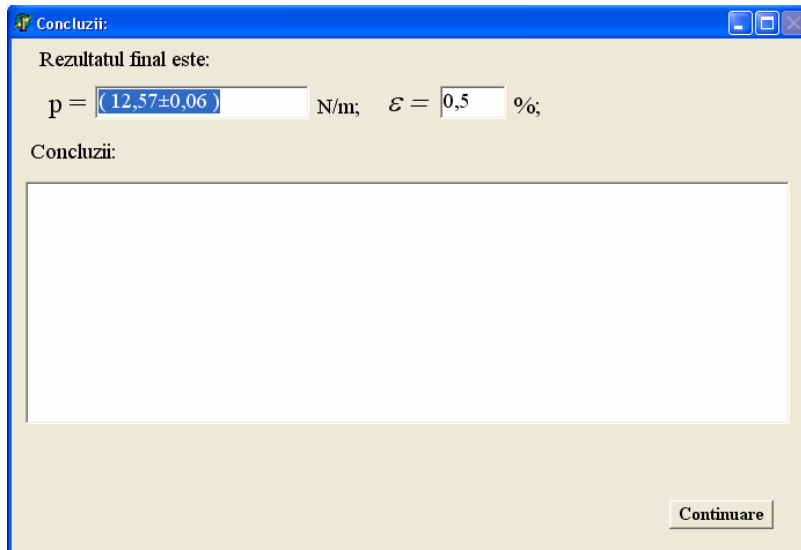 Concluzii:
Rezultatul final este:
p = ( 12,57±0,06 ) N/m; ε = 0,5 %;
Concluzii:
Continuare